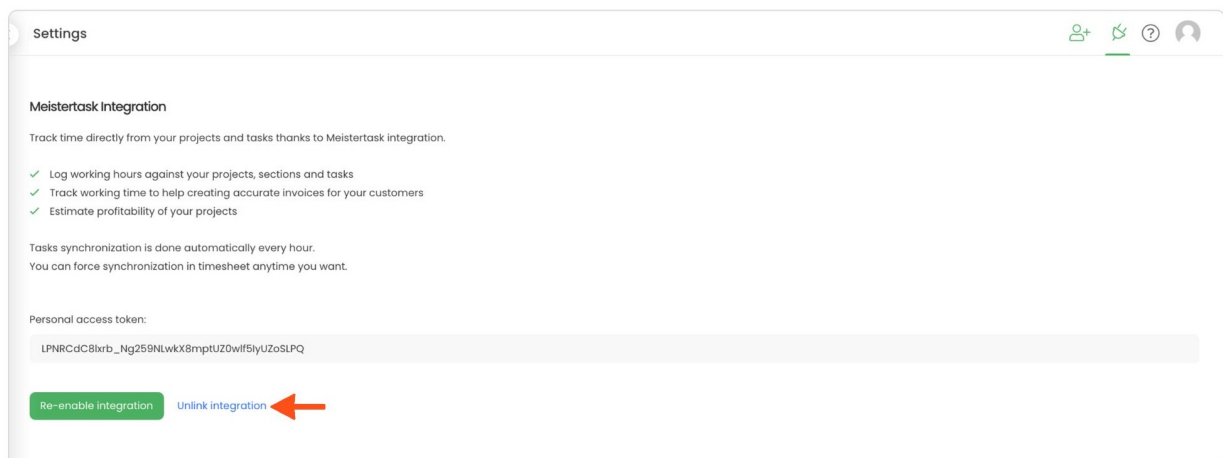 Settings
Meistertask Integration
Track time directly from your projects and tasks thanks to Meistertask integration.
Log working hours against your projects, sections and tasks
Track working time to help creating accurate invoices for your customers
Estimate profitability of your projects
Tasks synchronization is done automatically every hour.
You can force synchronization in timesheet anytime you want.
Personal access token:
LPNRCdC8lxrb_Ng259NLwkX8mptUZ0wlf5IyUZoSLPQ
Re-enable integration Unlink integration